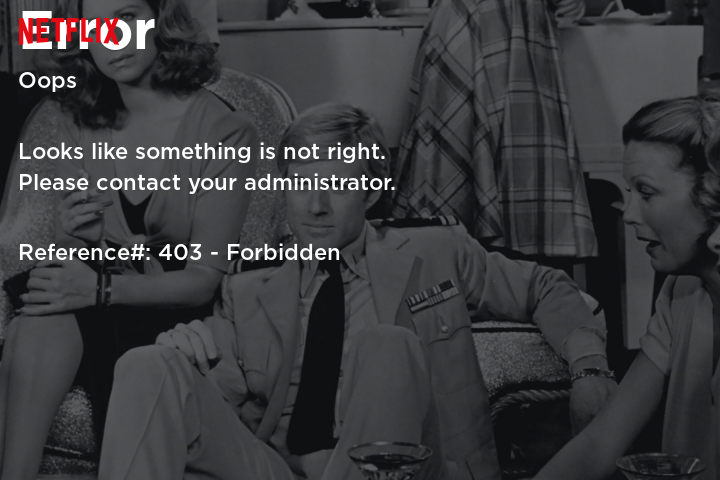 NETFLIX
Error
Oops
Looks like something is not right.
Please contact your administrator.
Reference#: 403 - Forbidden